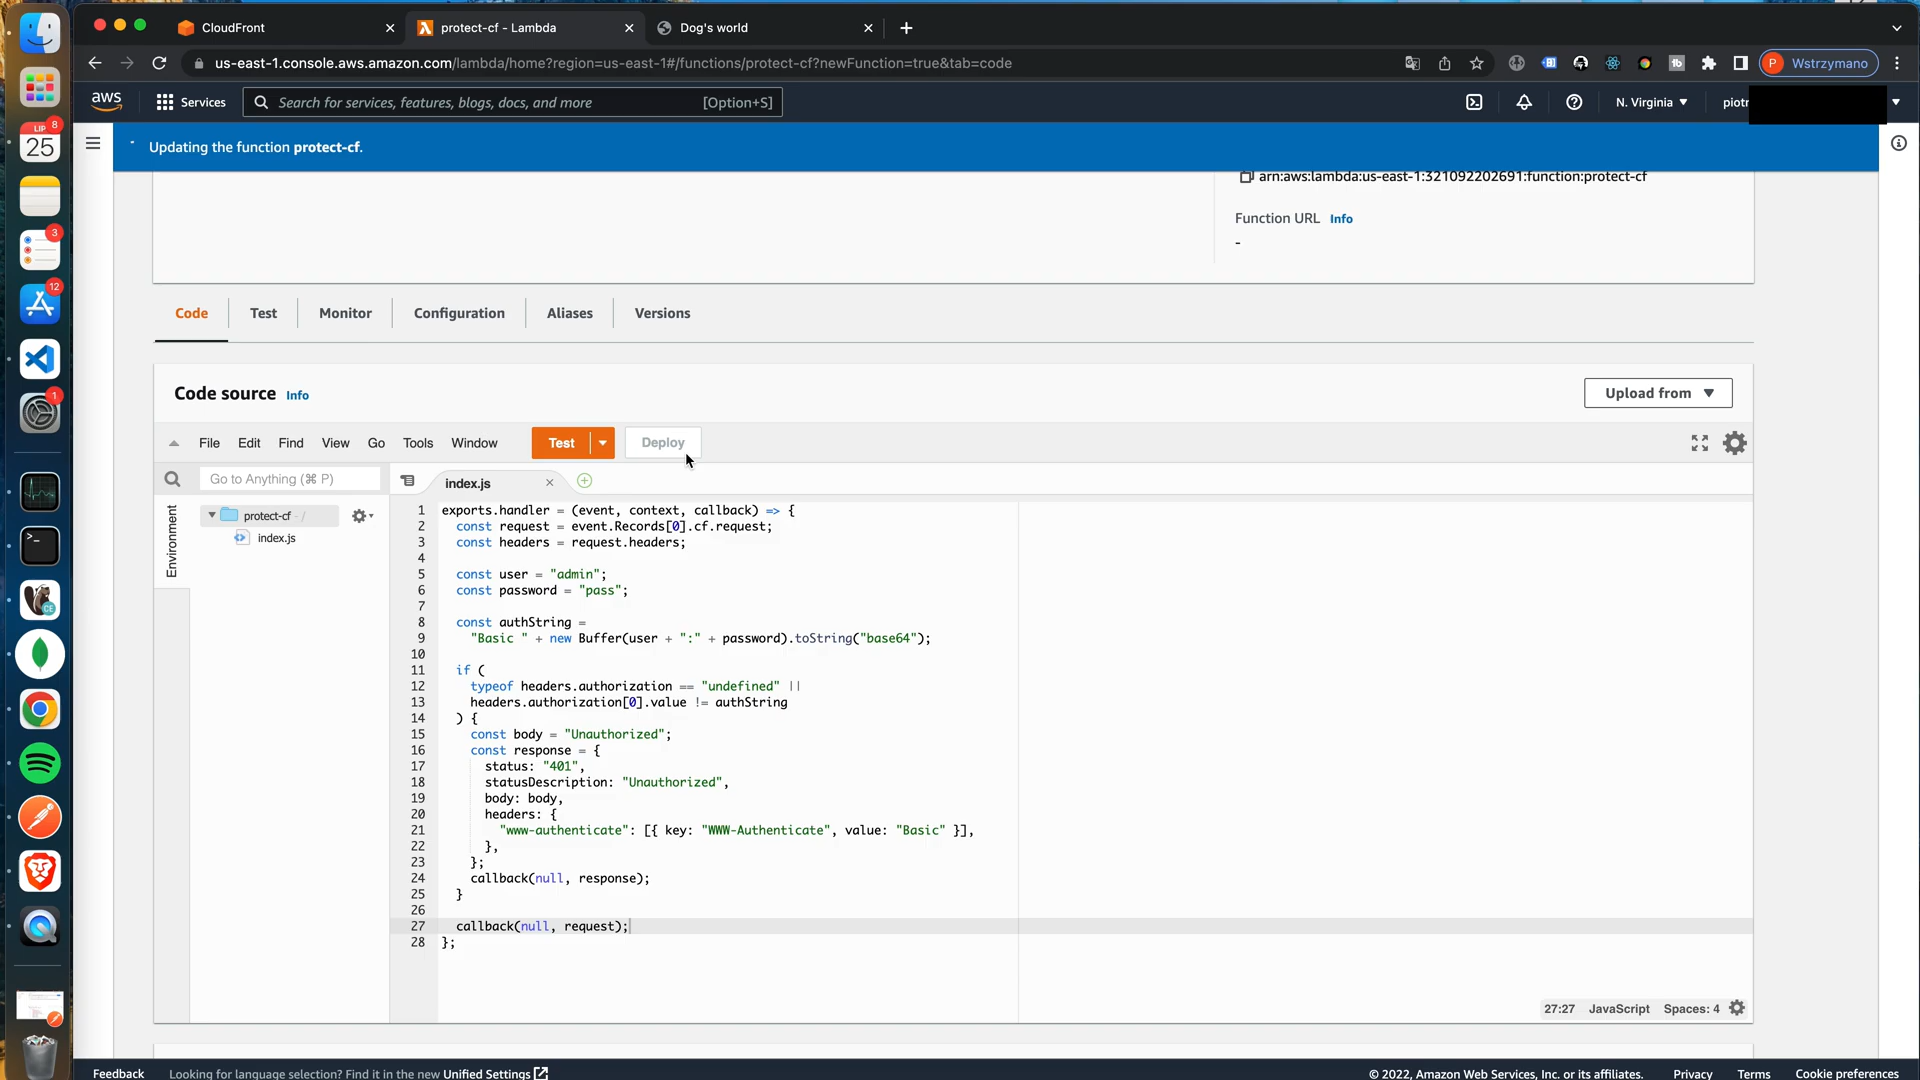 CloudFront
protect-cf - Lambda
Dog's world
us-east-1.console.aws.amazon.com/lambda/home?region=us-east-1#/functions/protect-cf?newFunction=true&tab=code
P Wstrzymano
aws
Services
Search for services, features, blogs, docs, and more [Option+S]
N. Virginia
piotr
LIP 8
25
3
12
1
CE
Updating the function protect-cf.
arn:aws:lambda:us-east-1:321092202691:function:protect-cf
Function URL Info
-
Code Test Monitor Configuration Aliases Versions
Code source Info
Upload from
File Edit Find View Go Tools Window
Test
Deploy
Go to Anything (⌘ P)
index.js
Environment
protect-cf - /
index.js
1 exports.handler = (event, context, callback) => {
2 const request = event.Records[0].cf.request;
3 const headers = request.headers;
4
5 const user = "admin";
6 const password = "pass";
7
8 const authString =
9 "Basic " + new Buffer(user + ":" + password).toString("base64");
10
11 if (
12 typeof headers.authorization == "undefined" ||
13 headers.authorization[0].value != authString
14 ) {
15 const body = "Unauthorized";
16 const response = {
17 status: "401",
18 statusDescription: "Unauthorized",
19 body: body,
20 headers: {
21 "www-authenticate": [{ key: "WWW-Authenticate", value: "Basic" }],
22 },
23 };
24 callback(null, response);
25 }
26
27 callback(null, request);
28 };
27:27 JavaScript Spaces: 4
Feedback
Looking for language selection? Find it in the new Unified Settings
© 2022, Amazon Web Services, Inc. or its affiliates.
Privacy Terms Cookie preferences